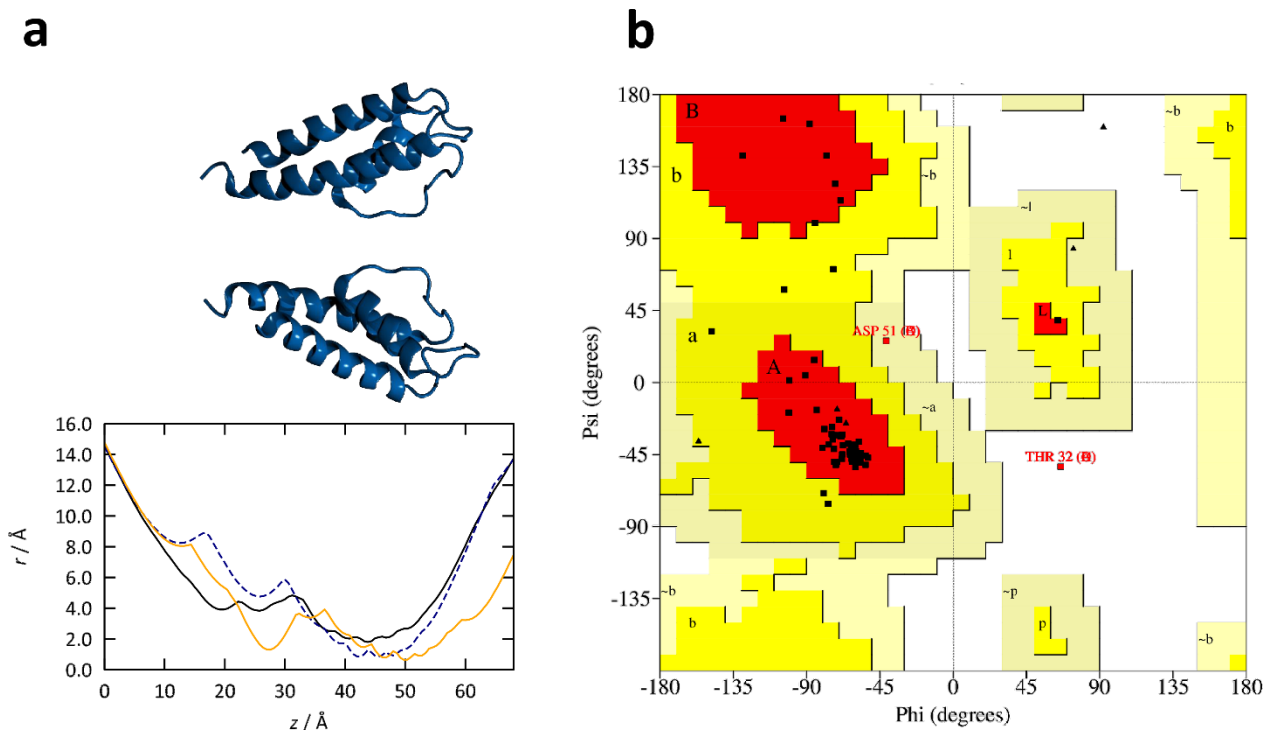 a
b
16.0
14.0
12.0
10.0
8.0
6.0
4.0
2.0
0.0
r / Å
0
10
20
30
40
50
60
z / Å
180
135
90
45
0
-45
-90
-135
Psi (degrees)
B
b
~b
~b
b
~l
l
L
a
ASP 51
A
~a
THR 32
~b
b
~p
p
~b
-180
-135
-90
-45
0
45
90
135
180
Phi (degrees)